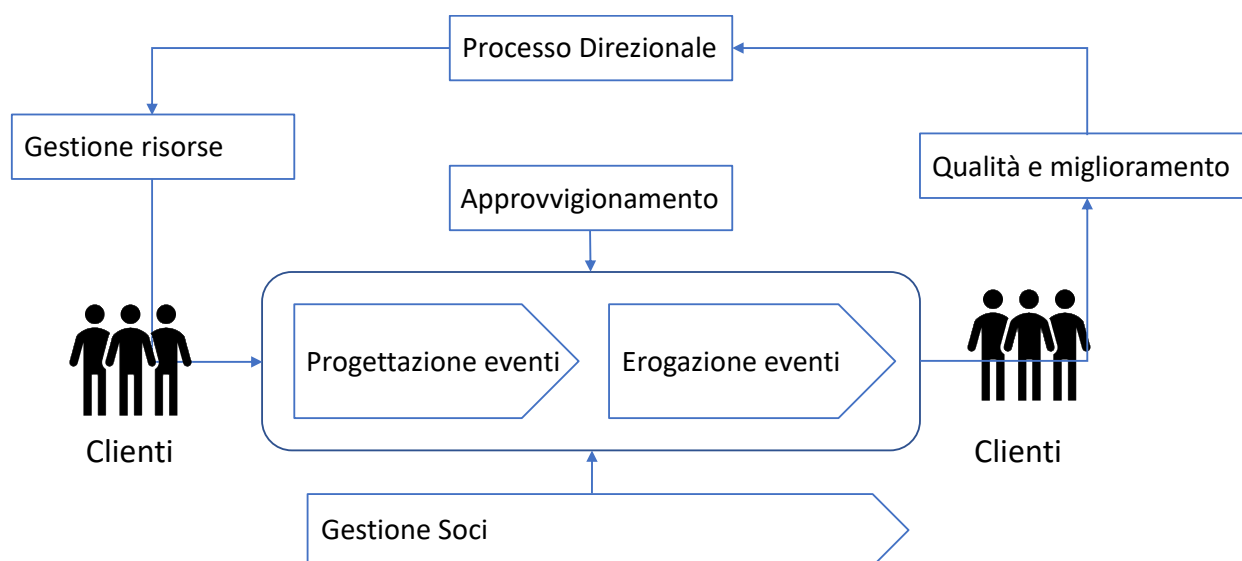 Processo Direzionale
Gestione risorse
Qualità e miglioramento
Approvvigionamento
Progettazione eventi
Erogazione eventi
Clienti
Clienti
Gestione Soci